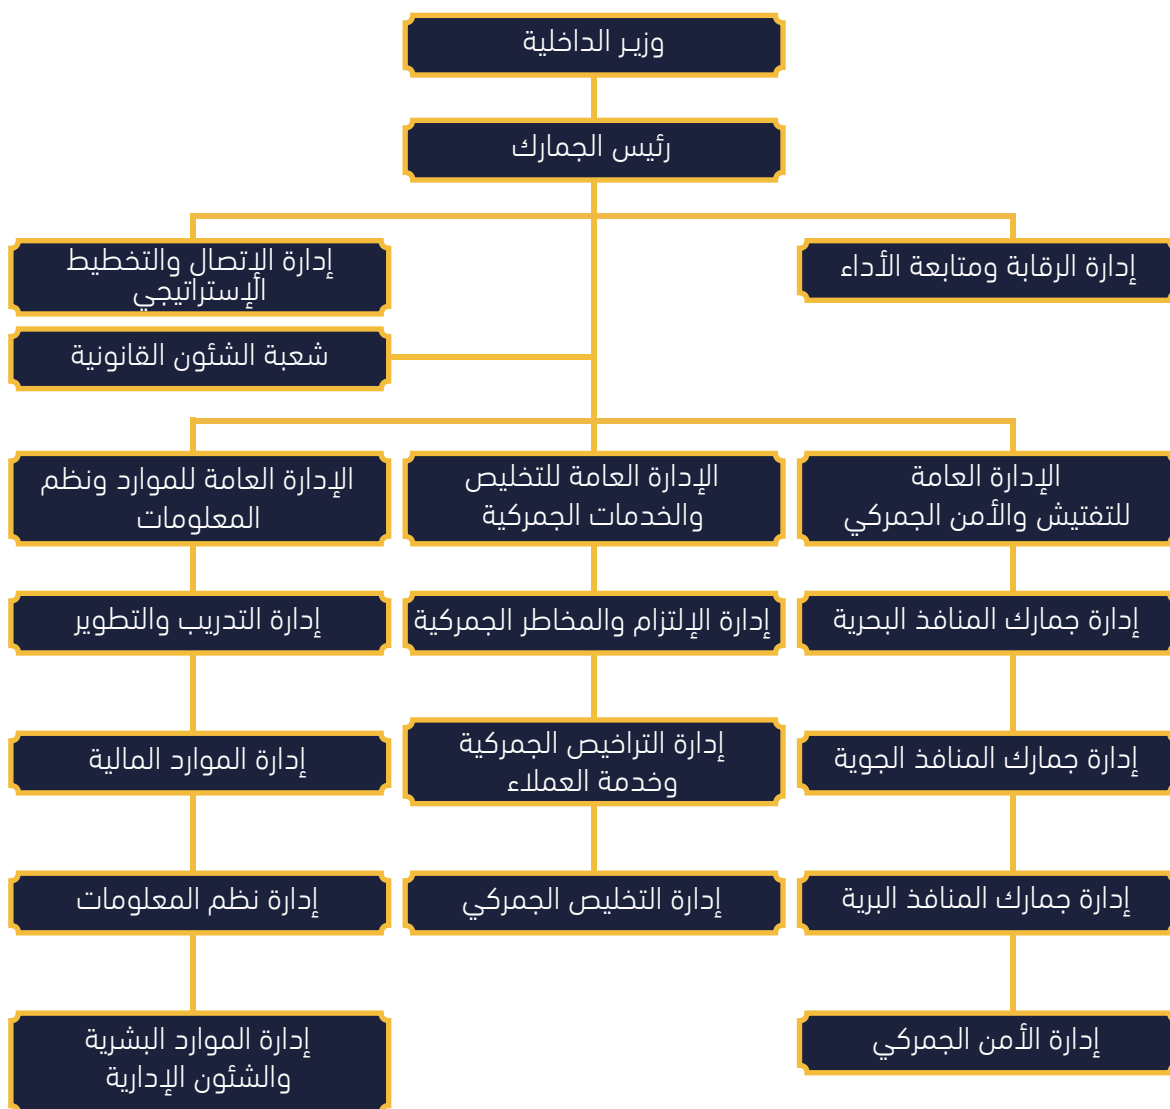 وزير الداخلية
رئيس الجمارك
إدارة الرقابة ومتابعة الأداء
إدارة الإتصال والتخطيط
الإستراتيجي
شعبة الشئون القانونية
الإدارة العامة
للتفتيش والأمن الجمركي
الإدارة العامة للتخليص
والخدمات الجمركية
الإدارة العامة للموارد ونظم
المعلومات
إدارة جمارك المنافذ البحرية
إدارة الإلتزام والمخاطر الجمركية
إدارة التدريب والتطوير
إدارة جمارك المنافذ الجوية
إدارة التراخيص الجمركية
وخدمة العملاء
إدارة الموارد المالية
إدارة جمارك المنافذ البرية
إدارة التخليص الجمركي
إدارة نظم المعلومات
إدارة الأمن الجمركي
إدارة الموارد البشرية
والشئون الإدارية